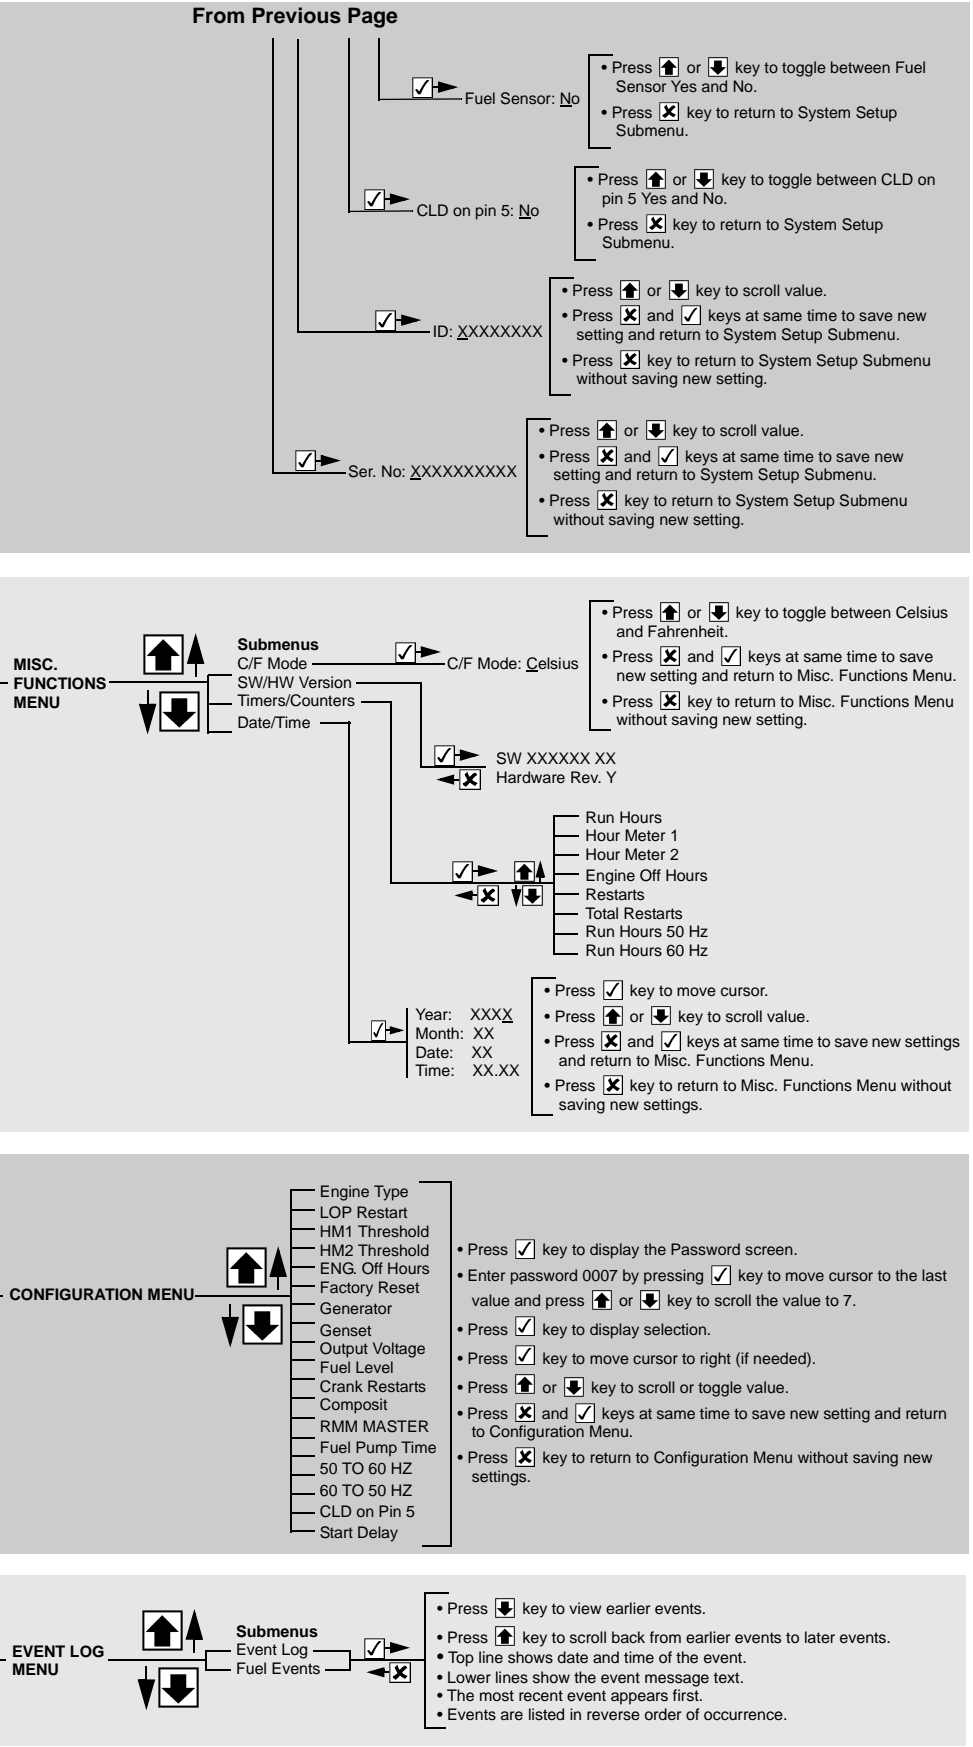 From Previous Page
• Press or key to toggle between Fuel
Sensor Yes and No.
• Press key to return to System Setup
Submenu.
Fuel Sensor: No
• Press or key to toggle between CLD on
pin 5 Yes and No.
• Press key to return to System Setup
Submenu.
CLD on pin 5: No
• Press or key to scroll value.
• Press and keys at same time to save new
setting and return to System Setup Submenu.
• Press key to return to System Setup Submenu
without saving new setting.
ID: XXXXXXXX
• Press or key to scroll value.
• Press and keys at same time to save new
setting and return to System Setup Submenu.
• Press key to return to System Setup Submenu
without saving new setting.
Ser. No: XXXXXXXXXX
MISC.
FUNCTIONS
MENU
Submenus
C/F Mode
SW/HW Version
Timers/Counters
Date/Time
C/F Mode: Celsius
• Press or key to toggle between Celsius
and Fahrenheit.
• Press and keys at same time to save
new setting and return to Misc. Functions Menu.
• Press key to return to Misc. Functions Menu
without saving new setting.
SW XXXXXX XX
Hardware Rev. Y
Run Hours
Hour Meter 1
Hour Meter 2
Engine Off Hours
Restarts
Total Restarts
Run Hours 50 Hz
Run Hours 60 Hz
Year: XXXX
Month: XX
Date: XX
Time: XX.XX
• Press key to move cursor.
• Press or key to scroll value.
• Press and keys at same time to save new settings
and return to Misc. Functions Menu.
• Press key to return to Misc. Functions Menu without
saving new settings.
CONFIGURATION MENU
Engine Type
LOP Restart
HM1 Threshold
HM2 Threshold
ENG. Off Hours
Factory Reset
Generator
Genset
Output Voltage
Fuel Level
Crank Restarts
Composit
RMM MASTER
Fuel Pump Time
50 TO 60 HZ
60 TO 50 HZ
CLD on Pin 5
Start Delay
• Press key to display the Password screen.
• Enter password 0007 by pressing key to move cursor to the last
value and press or key to scroll the value to 7.
• Press key to display selection.
• Press key to move cursor to right (if needed).
• Press or key to scroll or toggle value.
• Press and keys at same time to save new setting and return
to Configuration Menu.
• Press key to return to Configuration Menu without saving new
settings.
EVENT LOG
MENU
Submenus
Event Log
Fuel Events
• Press key to view earlier events.
• Press key to scroll back from earlier events to later events.
• Top line shows date and time of the event.
• Lower lines show the event message text.
• The most recent event appears first.
• Events are listed in reverse order of occurrence.